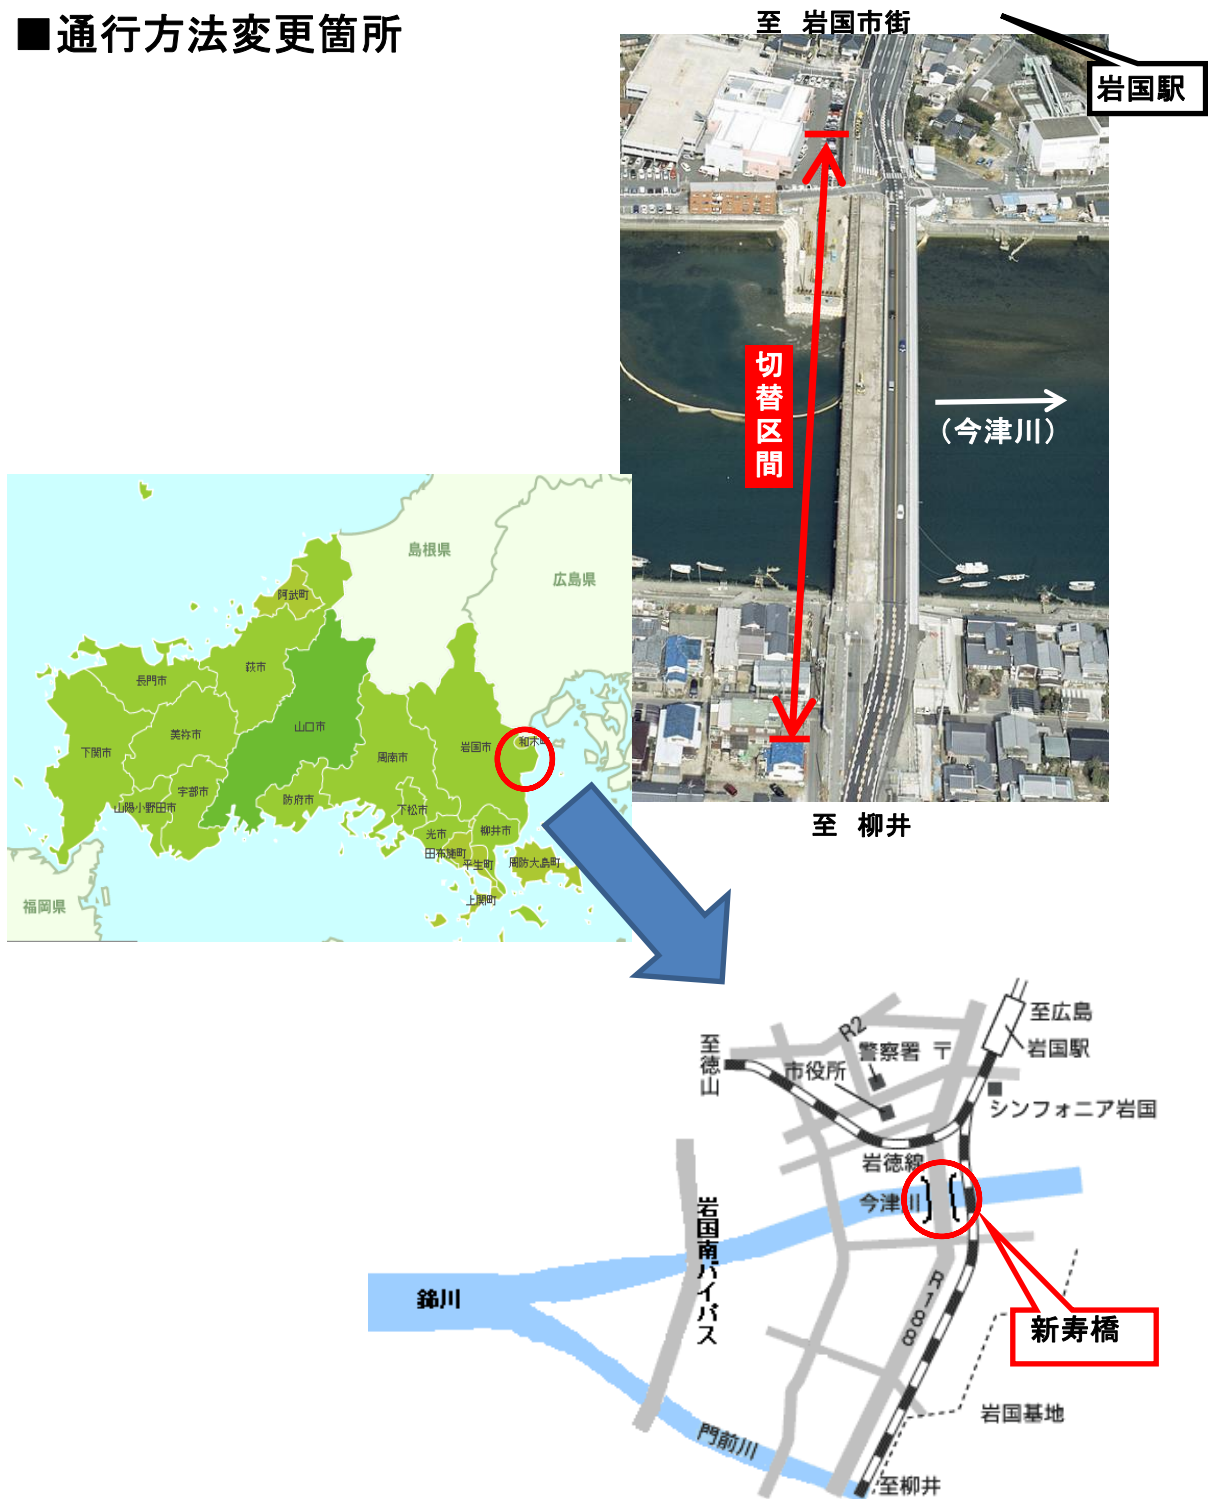 ■通行方法変更箇所
至　岩国市街
岩国駅
切替区間
（今津川）
至　柳井
島根県
広島県
阿武町
萩市
長門市
山口市
美祢市
下関市
岩国市
和木町
周南市
宇部市
防府市
山陽小野田市
下松市
光市
柳井市
田布施町
平生町
周防大島町
上関町
福岡県
至広島
岩国駅
R2
警察署 〒
至徳山
市役所
シンフォニア岩国
岩徳線
今津川
岩国南バイパス
錦川
R188
新寿橋
岩国基地
門前川
至柳井